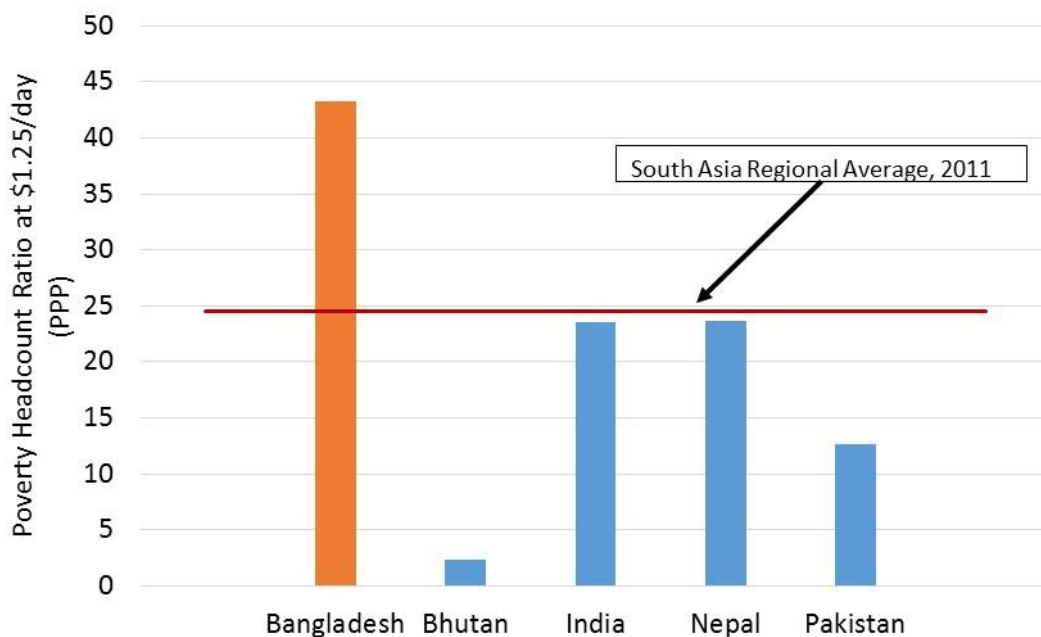 Poverty Headcount Ratio at $1.25/day
(PPP)
50
45
40
35
30
25
20
15
10
5
0
South Asia Regional Average, 2011
Bangladesh Bhutan India Nepal Pakistan